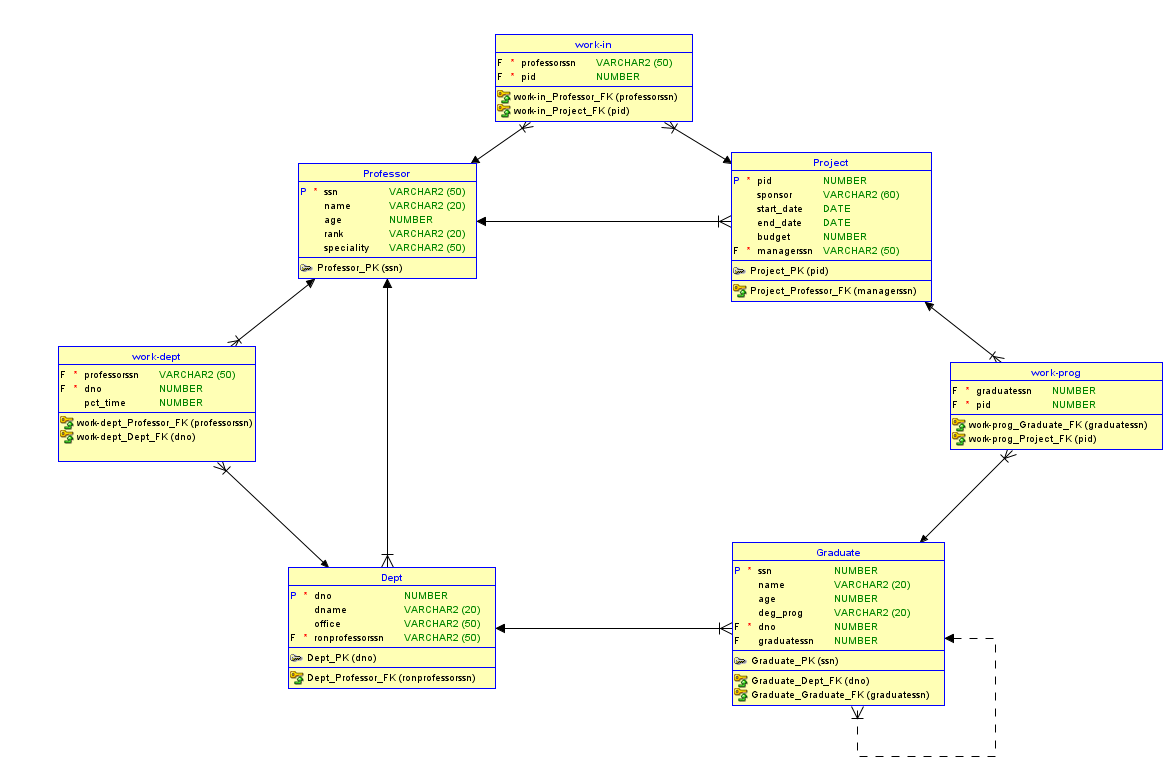 work-in
F * professorssn VARCHAR2 (50)
F * pid NUMBER
work-in_Professor_FK (professorssn)
work-in_Project_FK (pid)
Professor
P * ssn VARCHAR2 (50)
name VARCHAR2 (20)
age NUMBER
rank VARCHAR2 (20)
speciality VARCHAR2 (50)
Professor_PK (ssn)
Project
P * pid NUMBER
sponsor VARCHAR2 (60)
start_date DATE
end_date DATE
budget NUMBER
F * managerssn VARCHAR2 (50)
Project_PK (pid)
Project_Professor_FK (managerssn)
work-dept
F * professorssn VARCHAR2 (50)
F * dno NUMBER
pct_time NUMBER
work-dept_Professor_FK (professorssn)
work-dept_Dept_FK (dno)
work-prog
F * graduatessn NUMBER
F * pid NUMBER
work-prog_Graduate_FK (graduatessn)
work-prog_Project_FK (pid)
Dept
P * dno NUMBER
dname VARCHAR2 (20)
office VARCHAR2 (50)
F * ronprofessorssn VARCHAR2 (50)
Dept_PK (dno)
Dept_Professor_FK (ronprofessorssn)
Graduate
P * ssn NUMBER
name VARCHAR2 (20)
age NUMBER
deg_prog VARCHAR2 (20)
F * dno NUMBER
F graduatessn NUMBER
Graduate_PK (ssn)
Graduate_Dept_FK (dno)
Graduate_Graduate_FK (graduatessn)